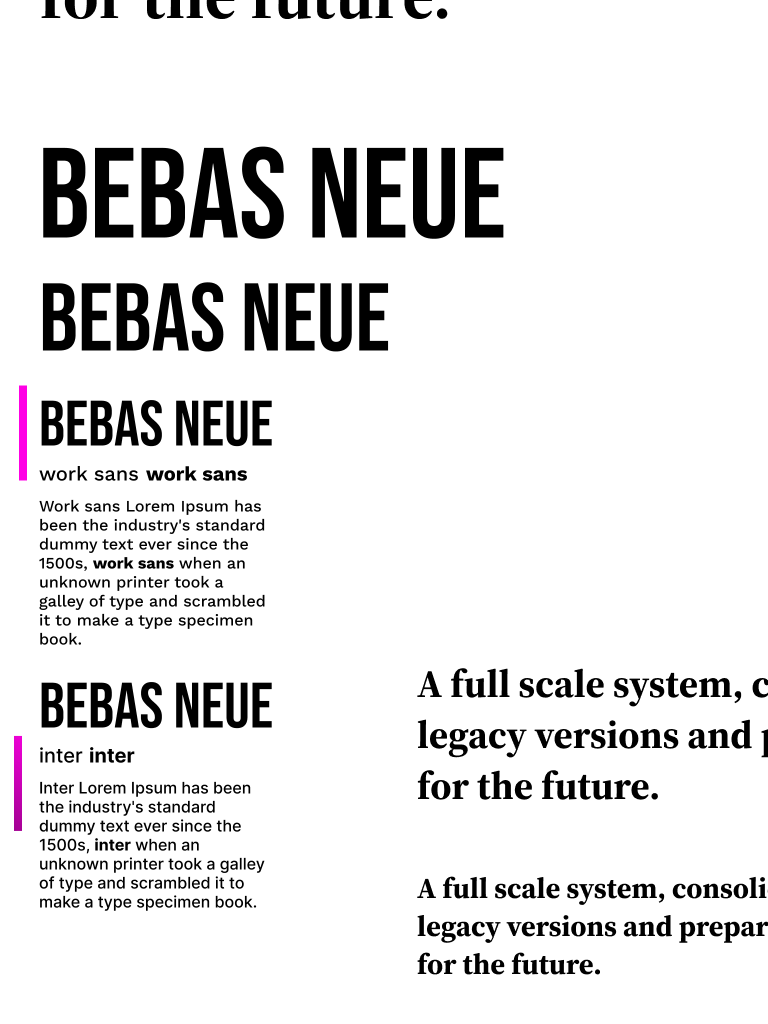 for the future.
BEBAS NEUE
BEBAS NEUE
BEBAS NEUE
work sans work sans
Work sans Lorem Ipsum has
been the industry's standard
dummy text ever since the
1500s, work sans when an
unknown printer took a
galley of type and scrambled
it to make a type specimen
book.
BEBAS NEUE
inter inter
Inter Lorem Ipsum has been
the industry's standard
dummy text ever since the
1500s, inter when an
unknown printer took a galley
of type and scrambled it to
make a type specimen book.
A full scale system,
legacy versions and
for the future.
A full scale system, consoli
legacy versions and prepar
for the future.